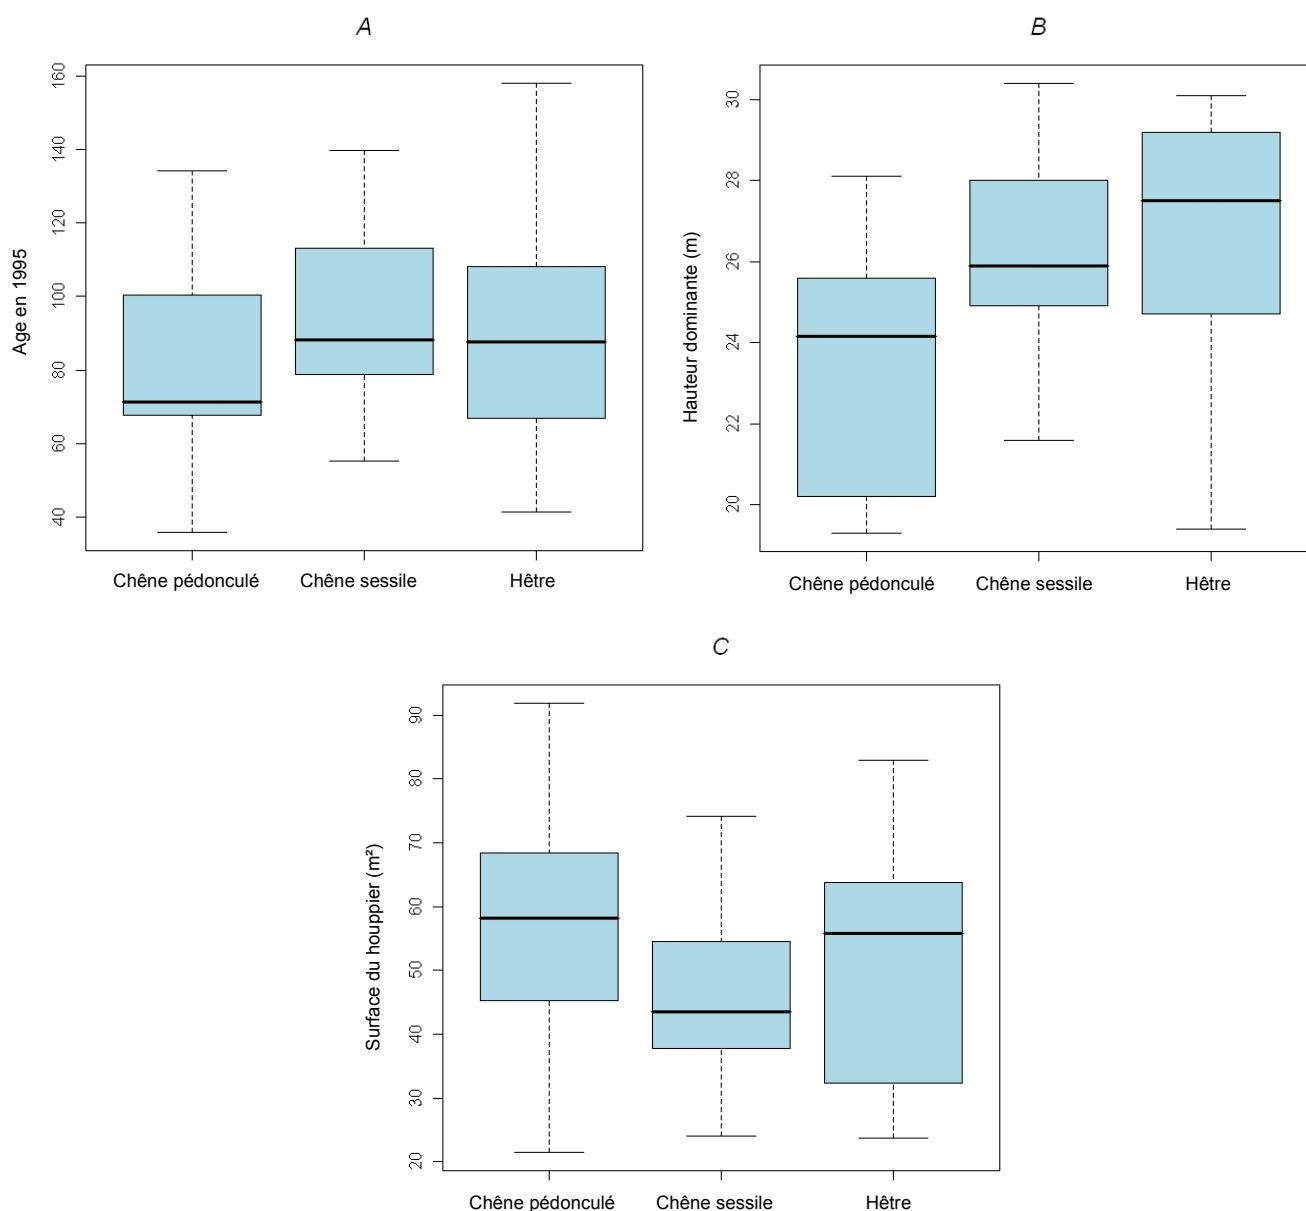 A
Age en 1995
160
140
120
100
80
60
40
Chêne pédonculé
Chêne sessile
Hêtre
B
Hauteur dominante (m)
30
28
26
24
22
20
Chêne pédonculé
Chêne sessile
Hêtre
C
Surface du houppier (m²)
90
80
70
60
50
40
30
20
Chêne pédonculé
Chêne sessile
Hêtre